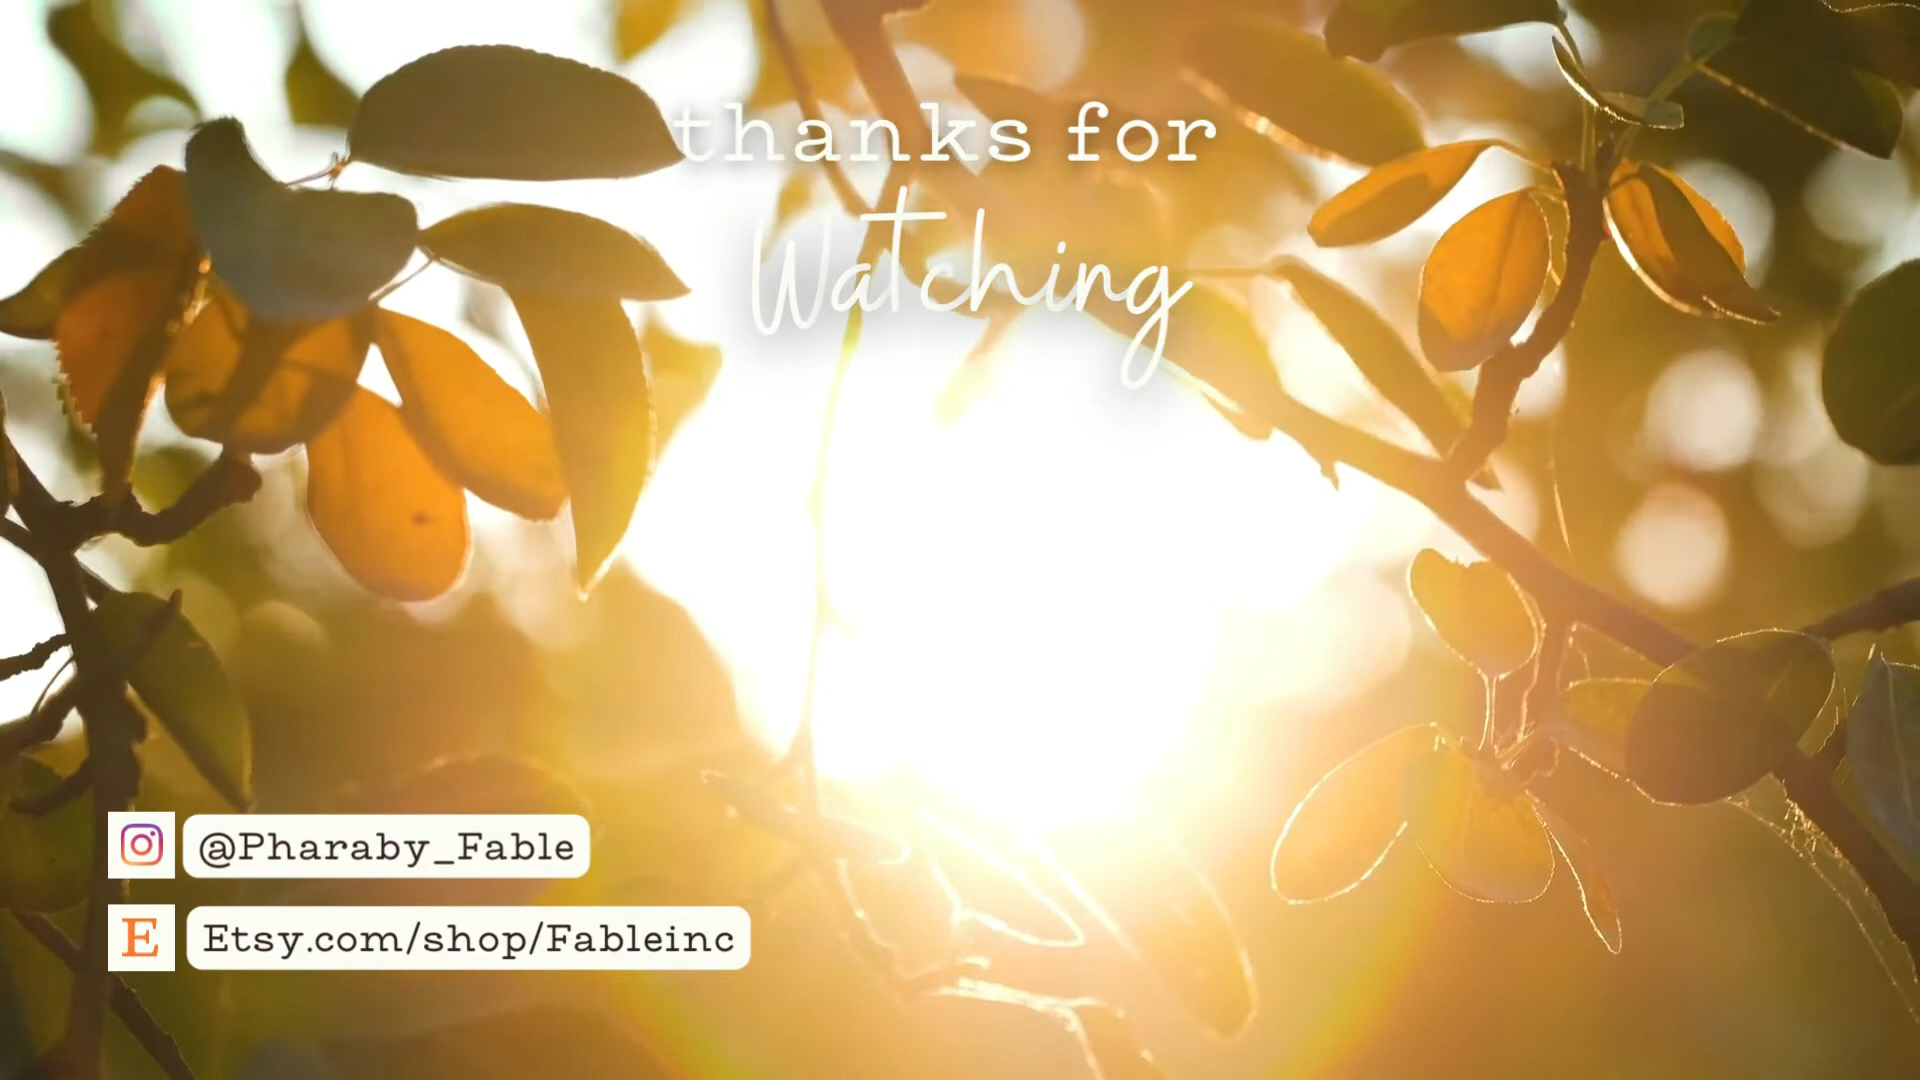 thanks for
Watching
@Pharaby_Fable
E
Etsy.com/shop/Fableinc